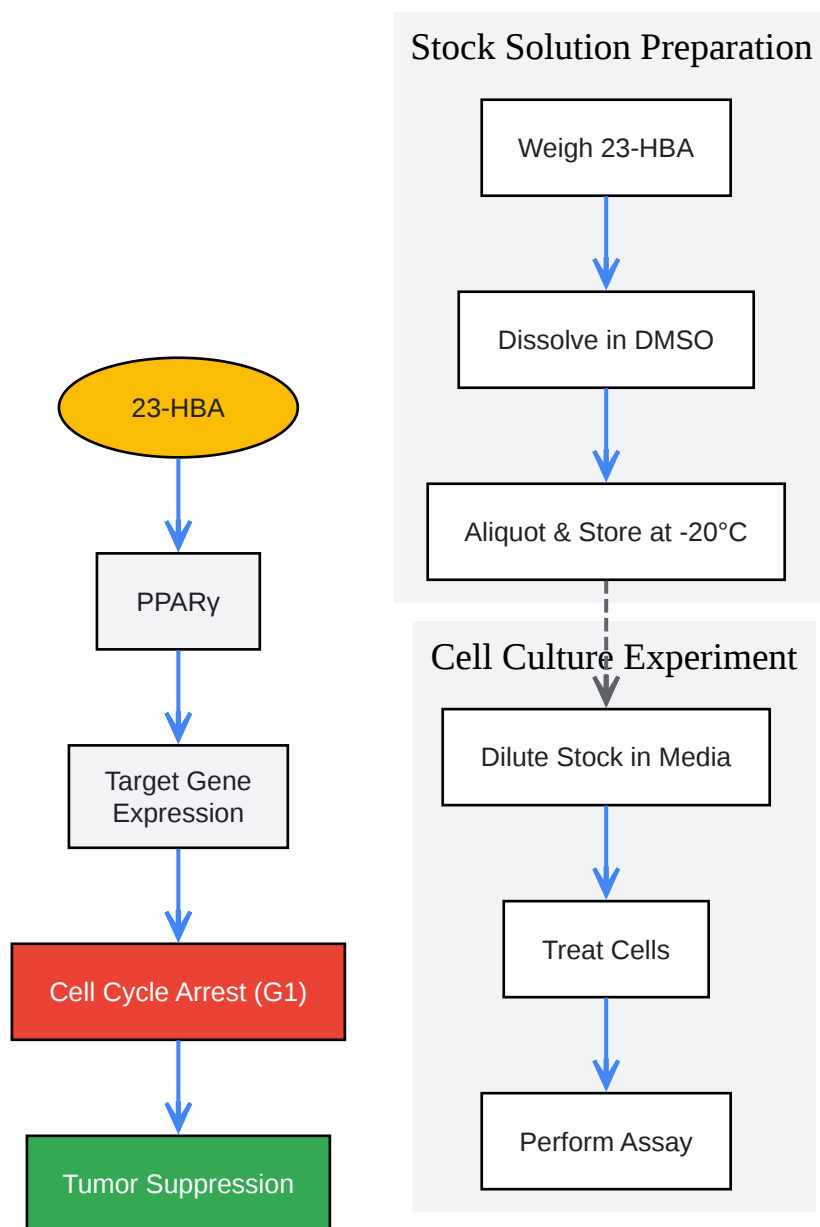 23-HBA
PPARγ
Target Gene
Expression
Cell Cycle Arrest (G1)
Tumor Suppression
Stock Solution Preparation
Weigh 23-HBA
Dissolve in DMSO
Aliquot & Store at -20°C
Cell Culture Experiment
Dilute Stock in Media
Treat Cells
Perform Assay